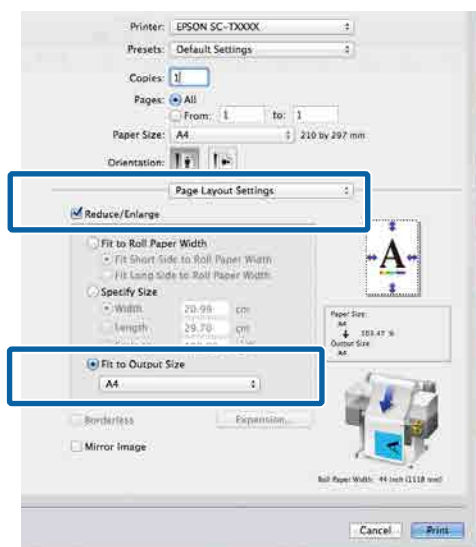 Printer: EPSON SC-TXXXX
Presets: Default Settings
Copies: 1
Pages: All
From: 1 to: 1
Paper Size: A4 210 by 297 mm
Orientation:
Page Layout Settings
Reduce/Enlarge
Fit to Roll Paper Width
Fit Short Side to Roll Paper Width
Fit Long Side to Roll Paper Width
Specify Size
Width 20.99 cm
Length 29.70 cm
Fit to Output Size
A4
Borderless Expansion...
Mirror Image
A
Paper Size:
A4
103.47 %
Output Size
A4
Roll Paper Width: 44 inch (1118 mm)
Cancel Print